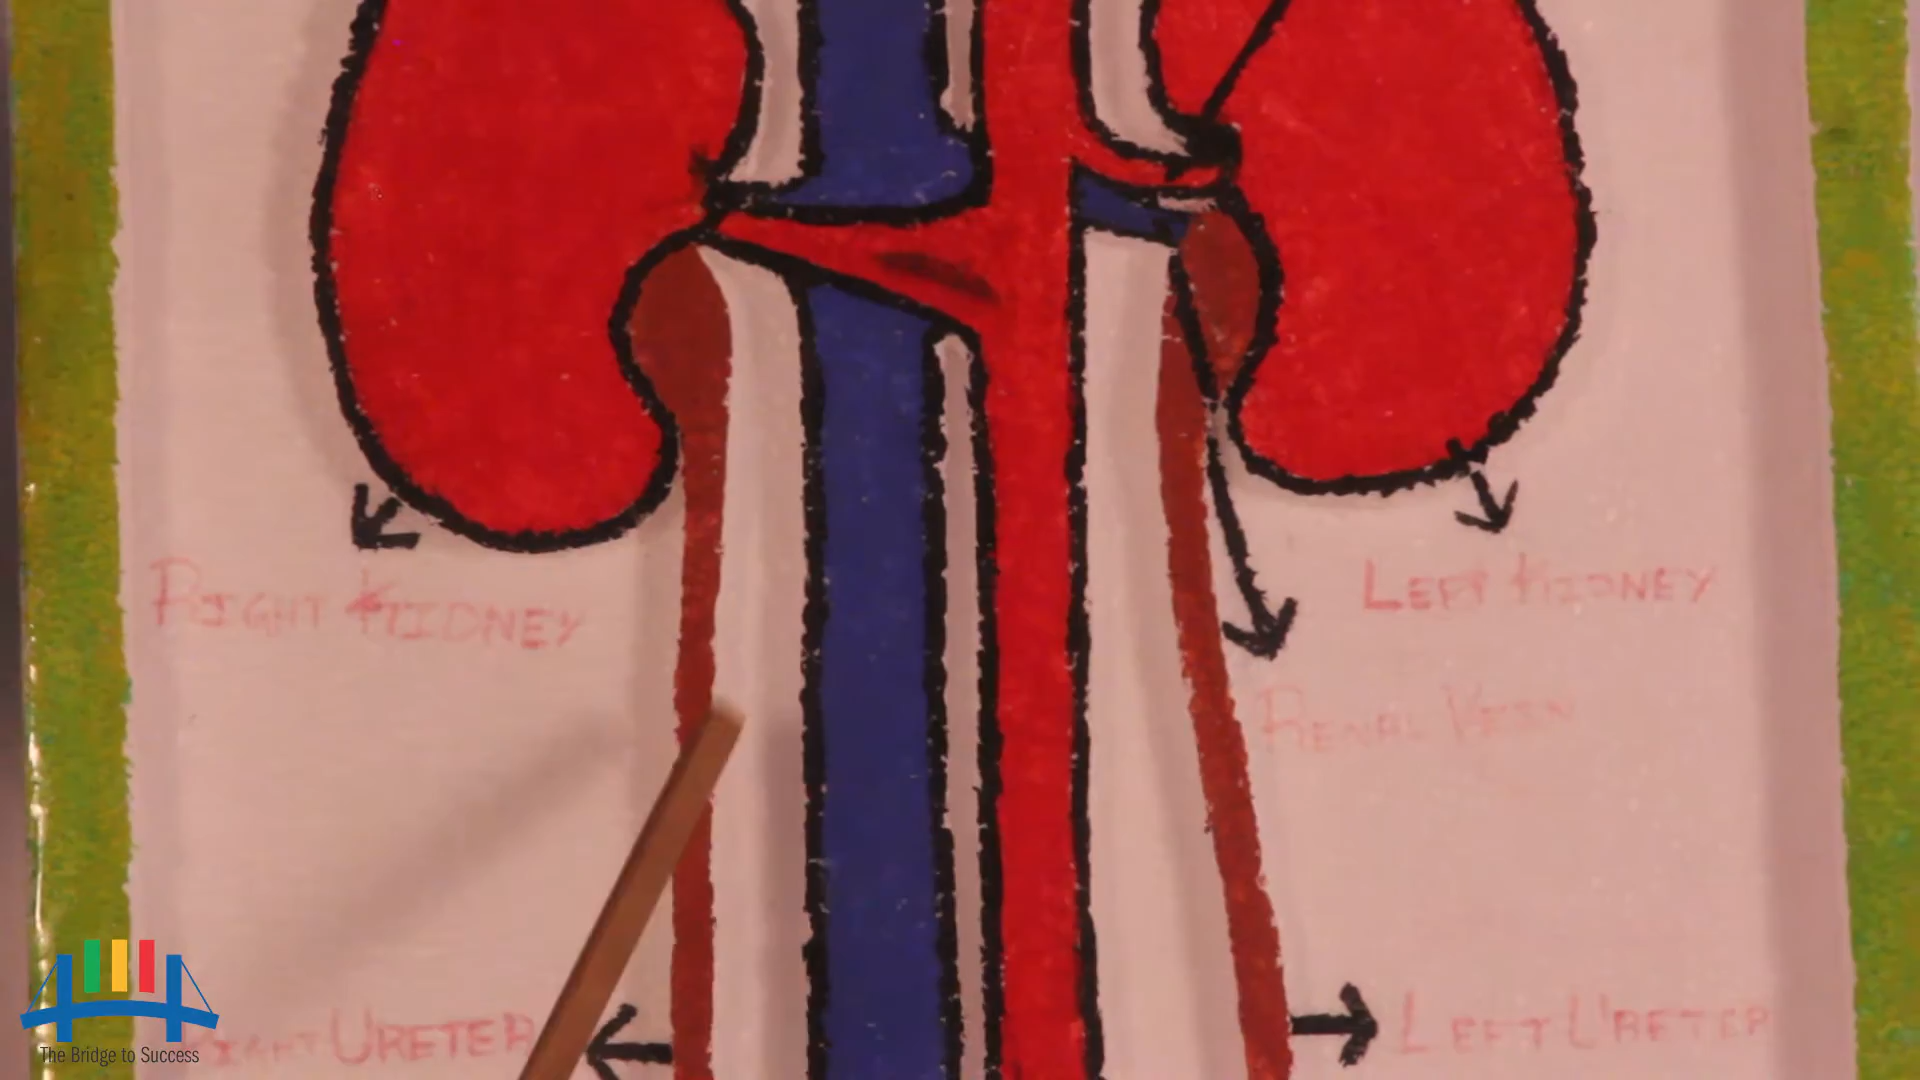 RIGHT KIDNEY
LEFT KIDNEY
RENAL VEIN
RIGHT URETER
LEFT URETER
The Bridge to Success